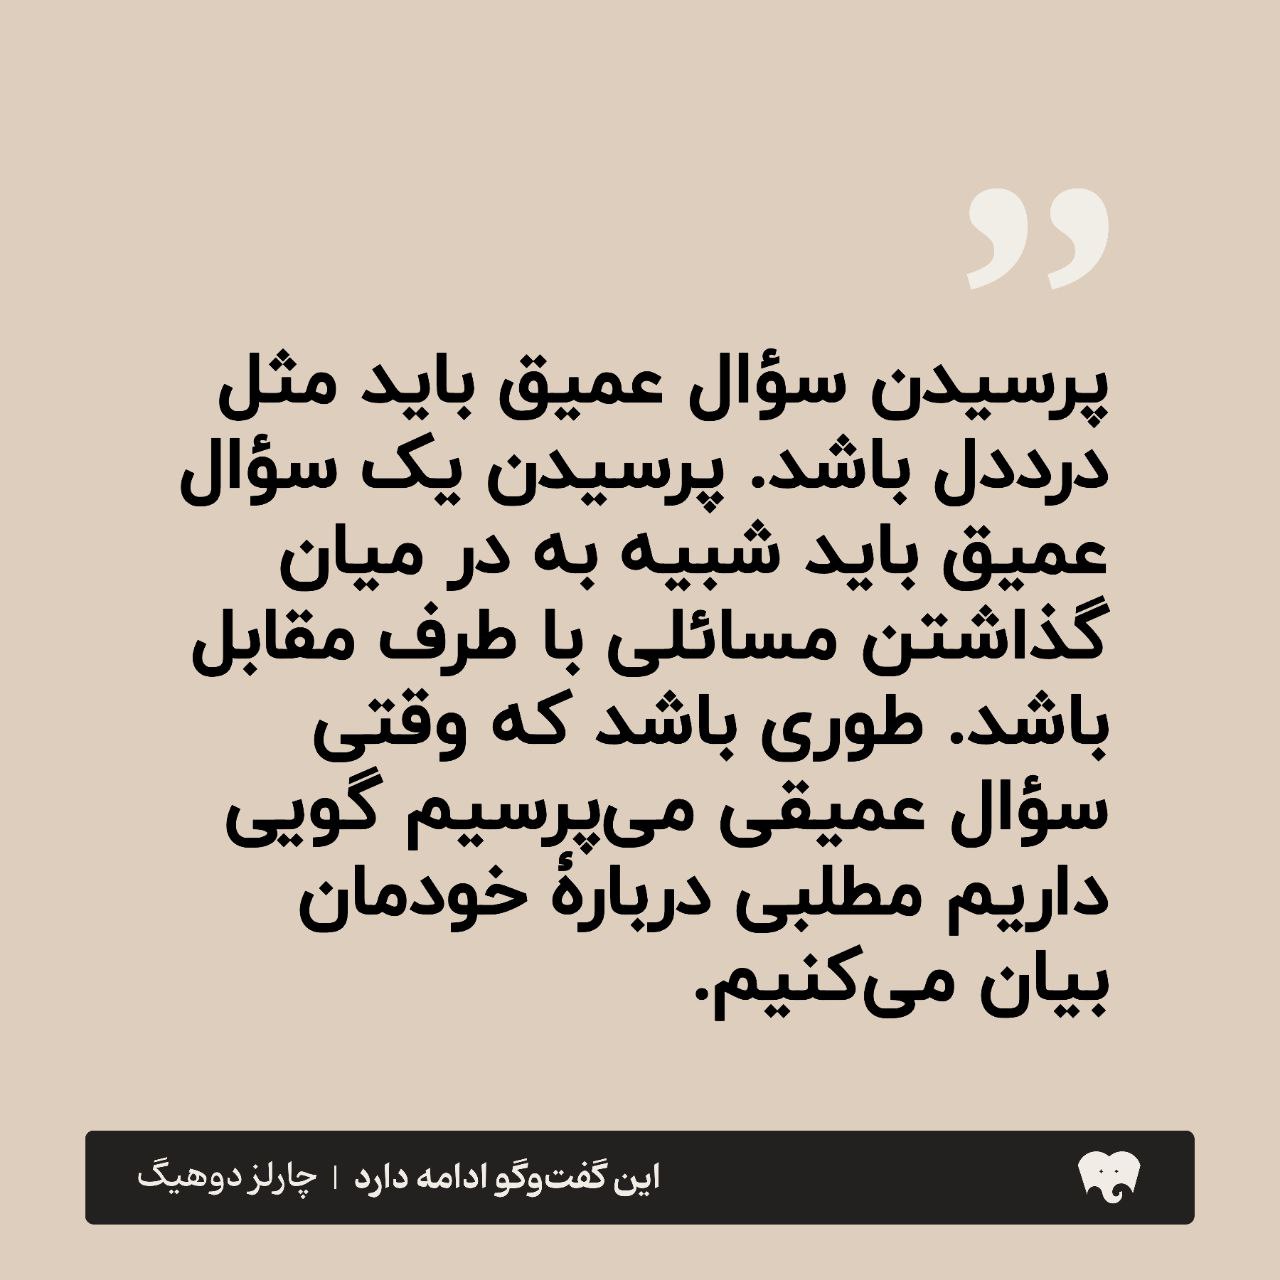 پرسیدن سؤال عمیق باید مثل
درددل باشد. پرسیدن یک سؤال
عمیق باید شبیه به در میان
گذاشتن مسائلی با طرف مقابل
باشد. طوری باشد که وقتی
سؤال عمیقی می‌پرسیم گویی
داریم مطلبی دربارهٔ خودمان
بیان می‌کنیم.
این گفت‌وگو ادامه دارد | چارلز دوهیگ